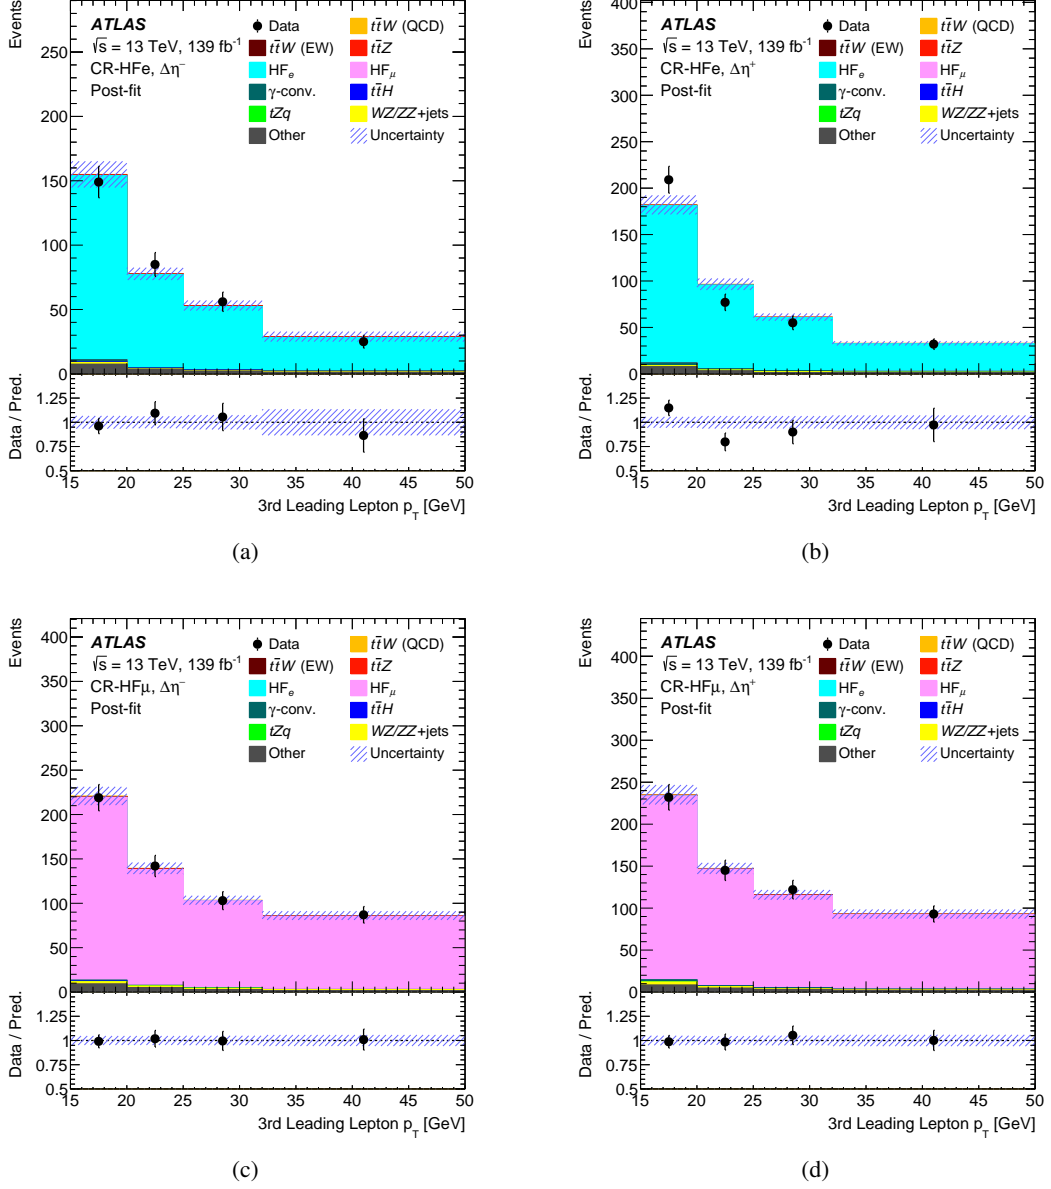 Events
ATLAS
√s = 13 TeV, 139 fb⁻¹
CR-HFe, Δη⁻
Post-fit
Data
tt̄W (EW)
HFₑ
γ-conv.
tZq
Other
tt̄W (QCD)
tt̄Z
HF_μ
tt̄H
WZ/ZZ+jets
Uncertainty
250
200
150
100
50
0
Data / Pred.
1.25
1
0.75
0.5
15 20 25 30 35 40 45 50
3rd Leading Lepton p_T [GeV]
(a)
Events
ATLAS
√s = 13 TeV, 139 fb⁻¹
CR-HFe, Δη⁺
Post-fit
Data
tt̄W (EW)
HFₑ
γ-conv.
tZq
Other
tt̄W (QCD)
tt̄Z
HF_μ
tt̄H
WZ/ZZ+jets
Uncertainty
400
350
300
250
200
150
100
50
0
Data / Pred.
1.25
1
0.75
0.5
15 20 25 30 35 40 45 50
3rd Leading Lepton p_T [GeV]
(b)
Events
ATLAS
√s = 13 TeV, 139 fb⁻¹
CR-HFμ, Δη⁻
Post-fit
Data
tt̄W (EW)
HFₑ
γ-conv.
tZq
Other
tt̄W (QCD)
tt̄Z
HF_μ
tt̄H
WZ/ZZ+jets
Uncertainty
400
350
300
250
200
150
100
50
0
Data / Pred.
1.25
1
0.75
0.5
15 20 25 30 35 40 45 50
3rd Leading Lepton p_T [GeV]
(c)
Events
ATLAS
√s = 13 TeV, 139 fb⁻¹
CR-HFμ, Δη⁺
Post-fit
Data
tt̄W (EW)
HFₑ
γ-conv.
tZq
Other
tt̄W (QCD)
tt̄Z
HF_μ
tt̄H
WZ/ZZ+jets
Uncertainty
400
350
300
250
200
150
100
50
0
Data / Pred.
1.25
1
0.75
0.5
15 20 25 30 35 40 45 50
3rd Leading Lepton p_T [GeV]
(d)